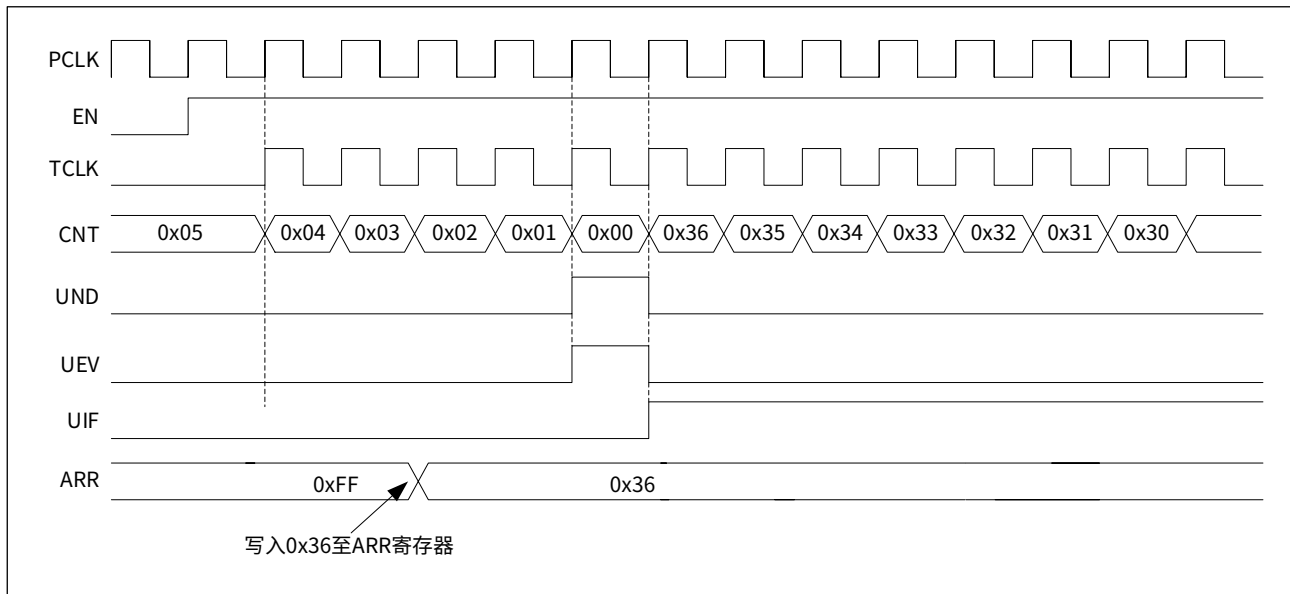 PCLK
EN
TCLK
CNT 0x05 0x04 0x03 0x02 0x01 0x00 0x36 0x35 0x34 0x33 0x32 0x31 0x30
UND
UEV
UIF
ARR 0xFF 0x36
写入0x36至ARR寄存器